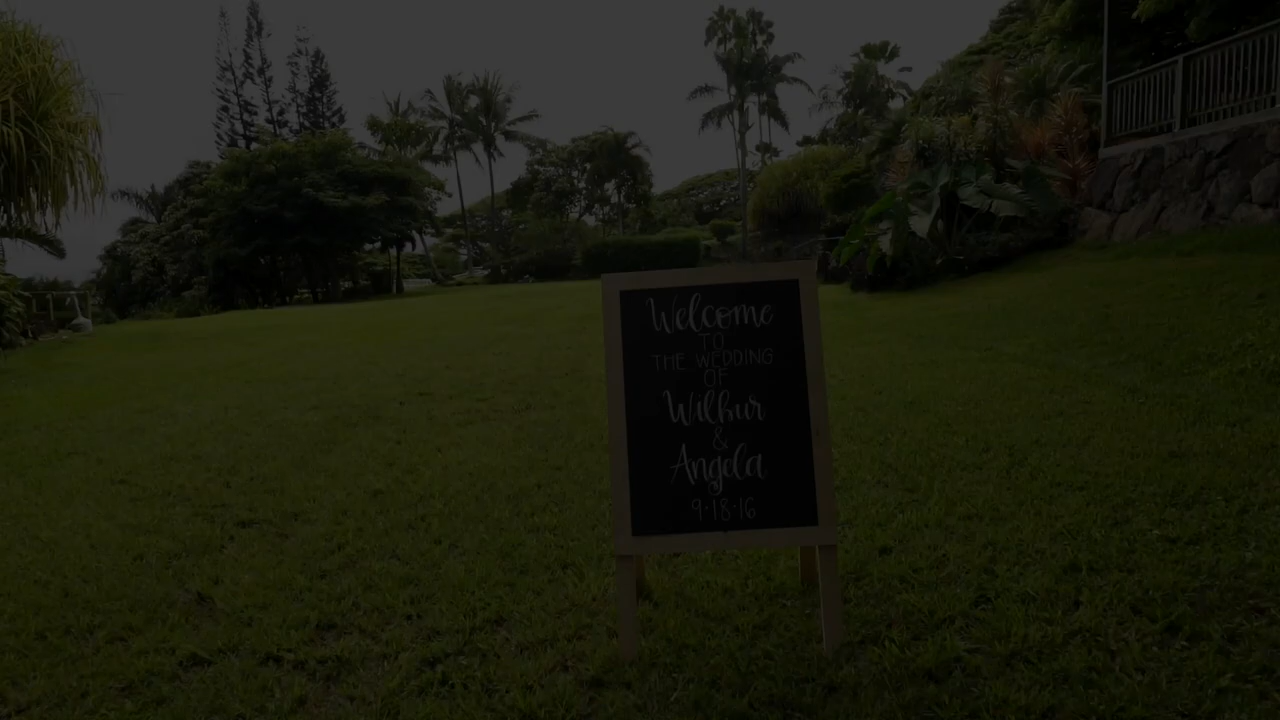 Welcome
TO
THE WEDDING
OF
Wilbur
&
Angela
9·18·16